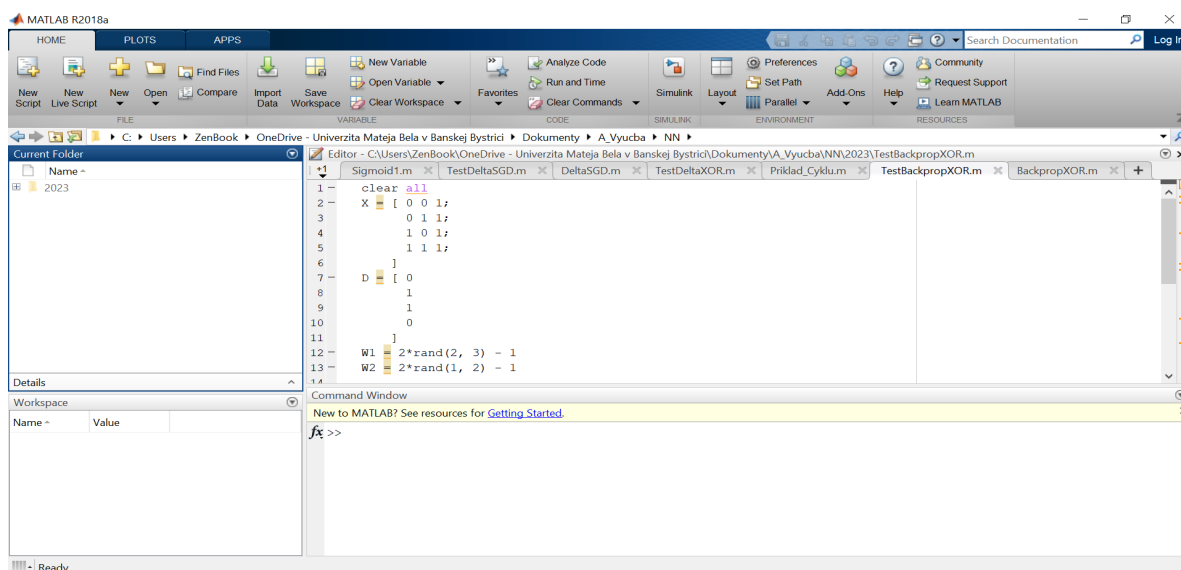 MATLAB R2018a
HOME PLOTS APPS Search Documentation Log In
New Script New Live Script New Open Find Files Compare Import Data Save Workspace New Variable Open Variable Clear Workspace Favorites Analyze Code Run and Time Clear Commands Simulink Layout Preferences Set Path Parallel Add-Ons Help Community Request Support Learn MATLAB
FILE VARIABLE CODE SIMULINK ENVIRONMENT RESOURCES
C: Users ZenBook OneDrive - Univerzita Mateja Bela v Banskej Bystrici Dokumenty A_Vyucba NN
Current Folder
Name
2023
Details
Workspace
Name Value
Editor - C:\Users\ZenBook\OneDrive - Univerzita Mateja Bela v Banskej Bystrici\Dokumenty\A_Vyucba\NN\2023\TestBackpropXOR.m
+1 Sigmoid1.m TestDeltaSGD.m DeltaSGD.m TestDeltaXOR.m Priklad_Cyklu.m TestBackpropXOR.m BackpropXOR.m +
1 – clear all
2 – X = [ 0 0 1;
3 0 1 1;
4 1 0 1;
5 1 1 1;
6 ]
7 – D = [ 0
8 1
9 1
10 0
11 ]
12 – W1 = 2*rand(2, 3) - 1
13 – W2 = 2*rand(1, 2) - 1
14
Command Window
New to MATLAB? See resources for Getting Started.
fx >>
Ready